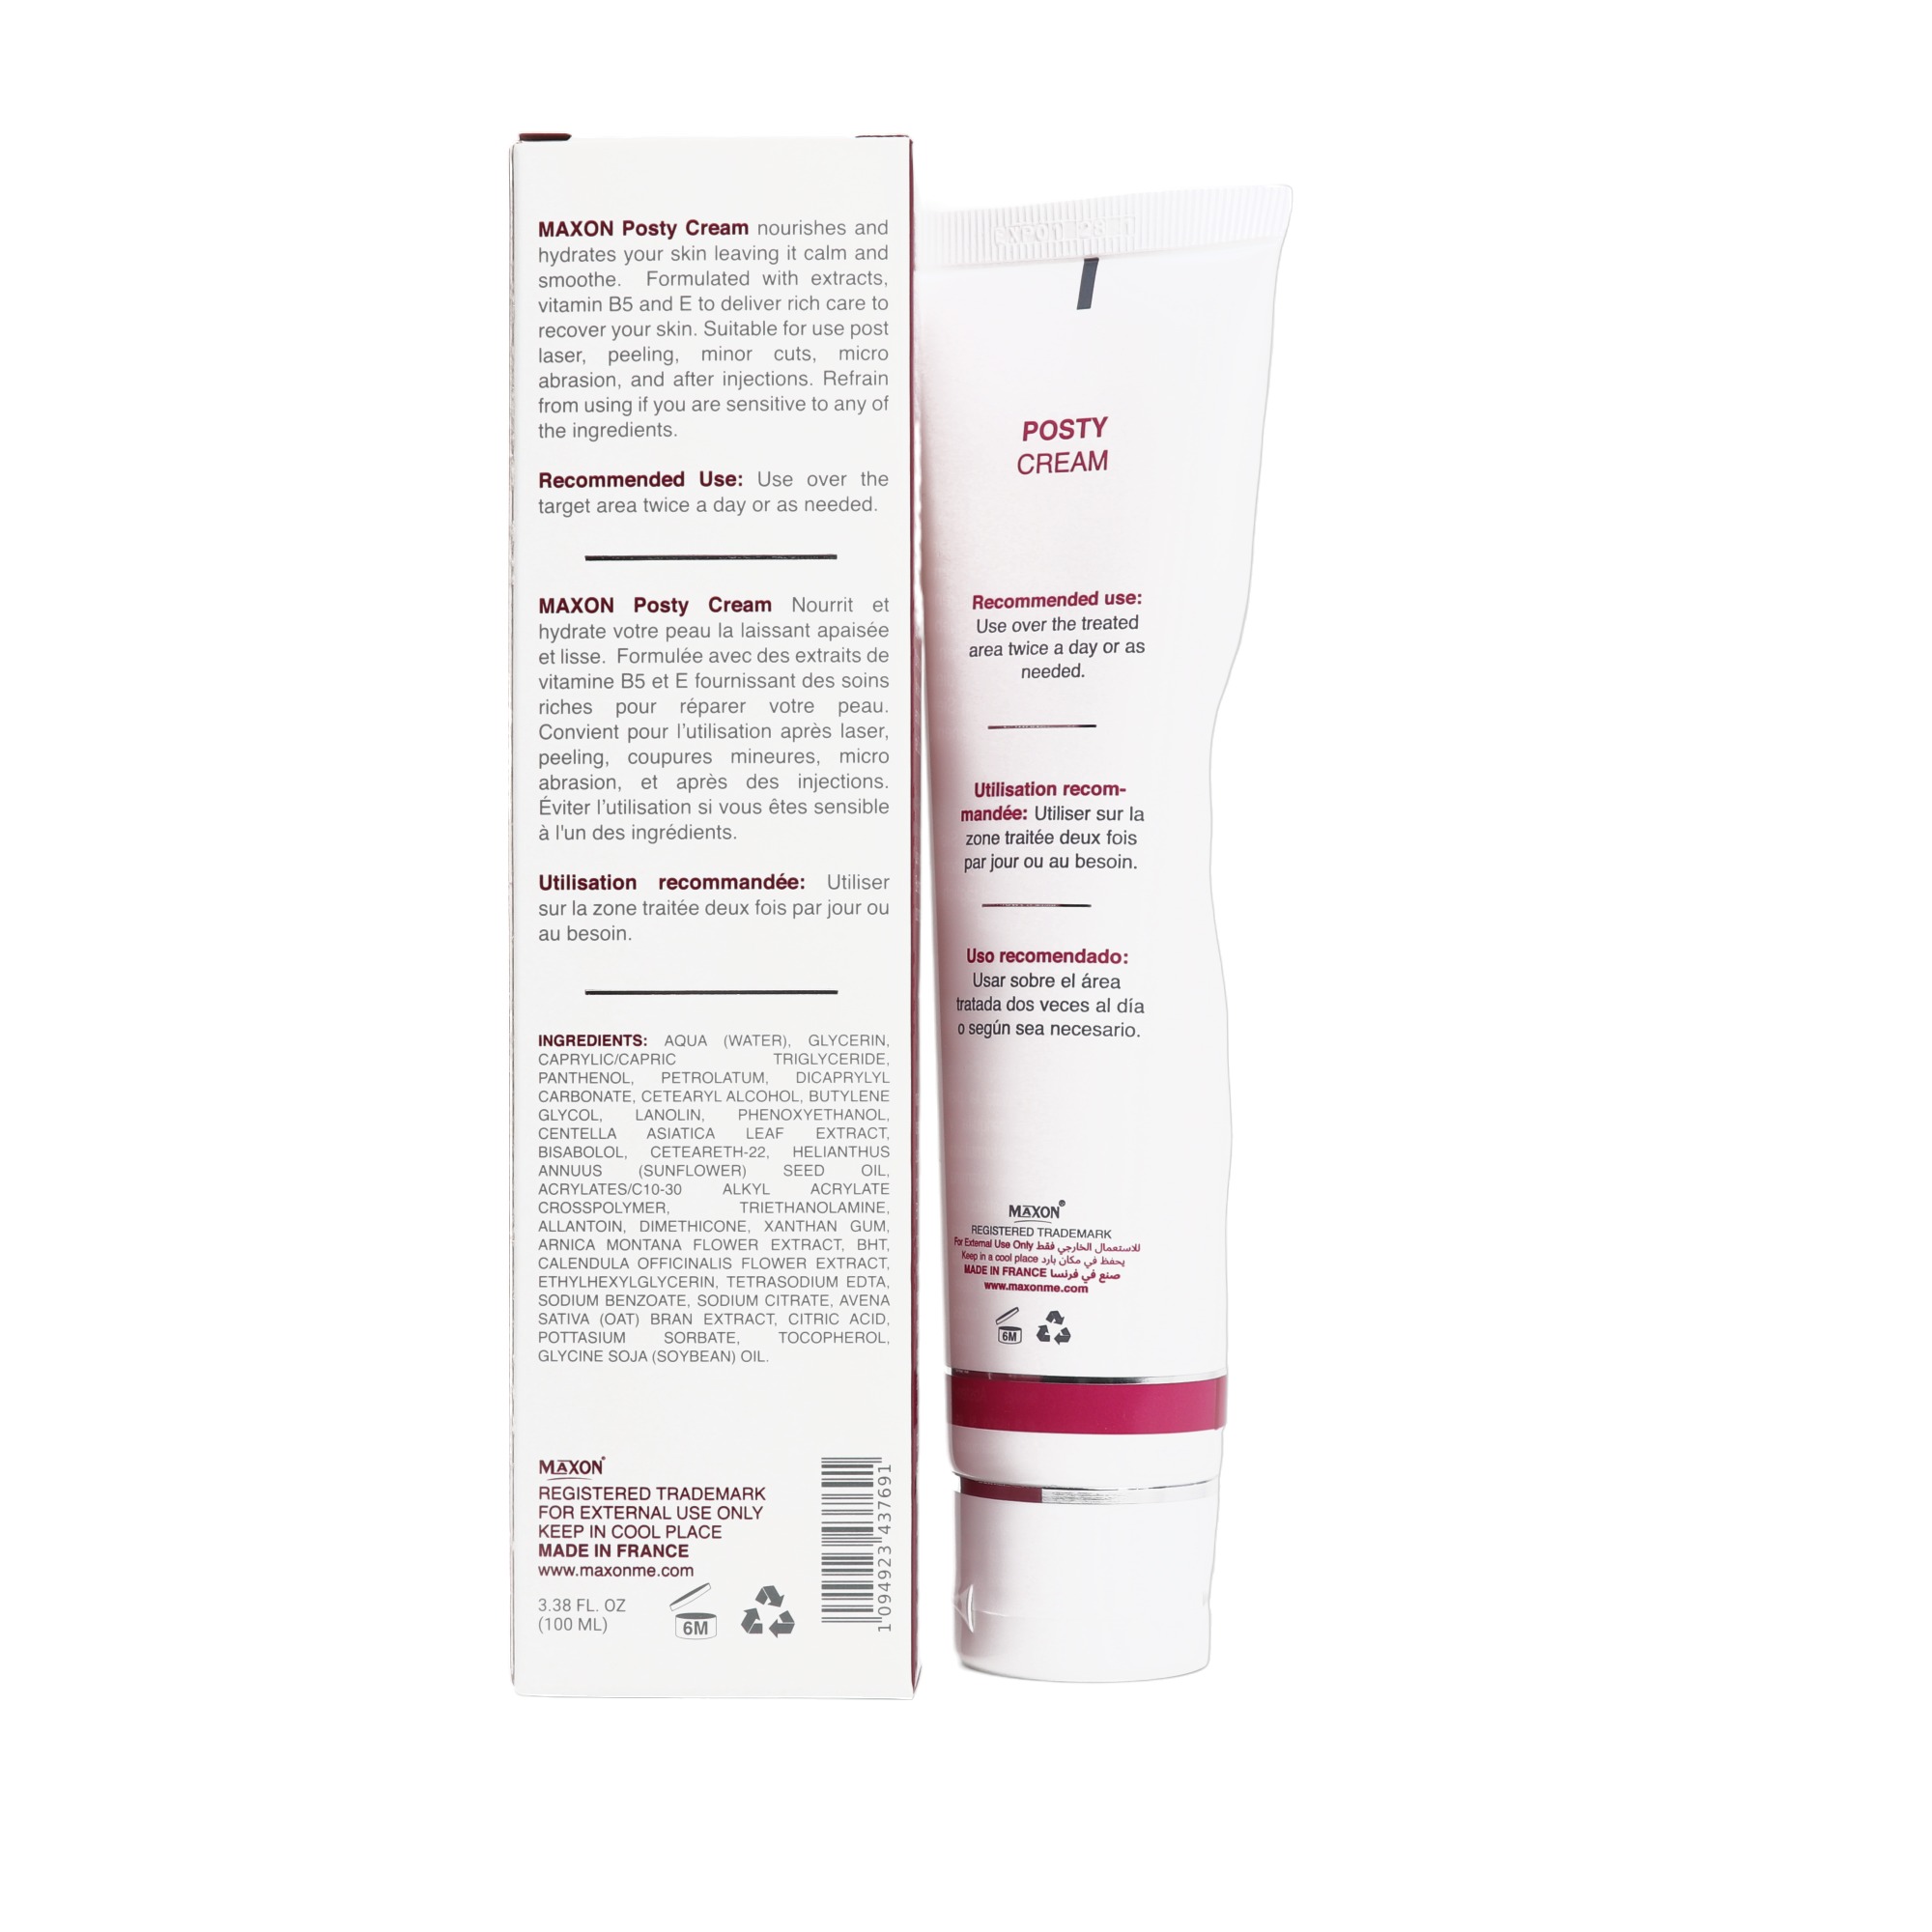 MAXON Posty Cream nourishes and
hydrates your skin leaving it calm and
smoothe. Formulated with extracts,
vitamin B5 and E to deliver rich care to
recover your skin. Suitable for use post
laser, peeling, minor cuts, micro
abrasion, and after injections. Refrain
from using if you are sensitive to any of
the ingredients.
Recommended Use: Use over the
target area twice a day or as needed.
MAXON Posty Cream Nourrit et
hydrate votre peau la laissant apaisée
et lisse. Formulée avec des extraits de
vitamine B5 et E fournissant des soins
riches pour réparer votre peau.
Convient pour l'utilisation après laser,
peeling, coupures mineures, micro
abrasion, et après des injections.
Éviter l'utilisation si vous êtes sensible
à l'un des ingrédients.
Utilisation recommandée: Utiliser
sur la zone traitée deux fois par jour ou
au besoin.
INGREDIENTS: AQUA (WATER), GLYCERIN,
CAPRYLIC/CAPRIC TRIGLYCERIDE,
PANTHENOL, PETROLATUM, DICAPRYLYL
CARBONATE, CETEARYL ALCOHOL, BUTYLENE
GLYCOL, LANOLIN, PHENOXYETHANOL,
CENTELLA ASIATICA LEAF EXTRACT,
BISABOLOL, CETEARETH-22, HELIANTHUS
ANNUUS (SUNFLOWER) SEED OIL,
ACRYLATES/C10-30 ALKYL ACRYLATE
CROSSPOLYMER, TRIETHANOLAMINE,
ALLANTOIN, DIMETHICONE, XANTHAN GUM,
ARNICA MONTANA FLOWER EXTRACT, BHT,
CALENDULA OFFICINALIS FLOWER EXTRACT,
ETHYLHEXYLGLYCERIN, TETRASODIUM EDTA,
SODIUM BENZOATE, SODIUM CITRATE, AVENA
SATIVA (OAT) BRAN EXTRACT, CITRIC ACID,
POTTASIUM SORBATE, TOCOPHEROL,
GLYCINE SOJA (SOYBEAN) OIL.
MAXON®
REGISTERED TRADEMARK
FOR EXTERNAL USE ONLY
KEEP IN COOL PLACE
MADE IN FRANCE
www.maxonme.com
3.38 FL. OZ
(100 ML)
6M
1 094923 437691
POSTY
CREAM
Recommended use:
Use over the treated
area twice a day or as
needed.
Utilisation recom-
mandée: Utiliser sur la
zone traitée deux fois
par jour ou au besoin.
Uso recomendado:
Usar sobre el área
tratada dos veces al día
o según sea necesario.
MAXON®
REGISTERED TRADEMARK
For External Use Only للاستعمال الخارجي فقط
Keep in a cool place يحفظ في مكان بارد
MADE IN FRANCE صنع في فرنسا
www.maxonme.com
6M